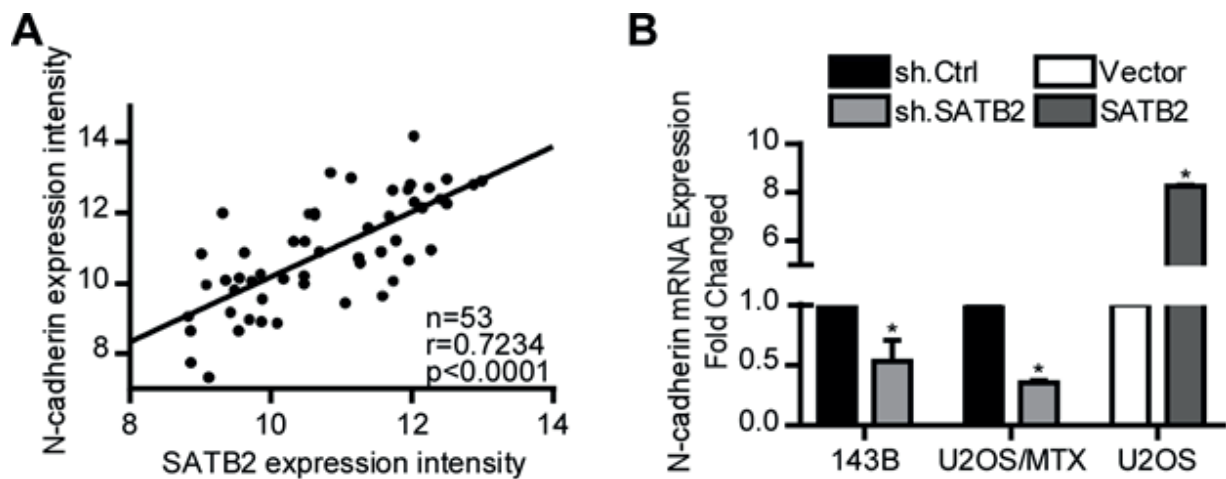 A
N-cadherin expression intensity
14
12
10
8
n=53
r=0.7234
p<0.0001
8 10 12 14
SATB2 expression intensity
B
sh.Ctrl Vector
sh.SATB2 SATB2
N-cadherin mRNA Expression
Fold Changed
10
8
6
1.0
0.5
0.0
* * *
143B U2OS/MTX U2OS